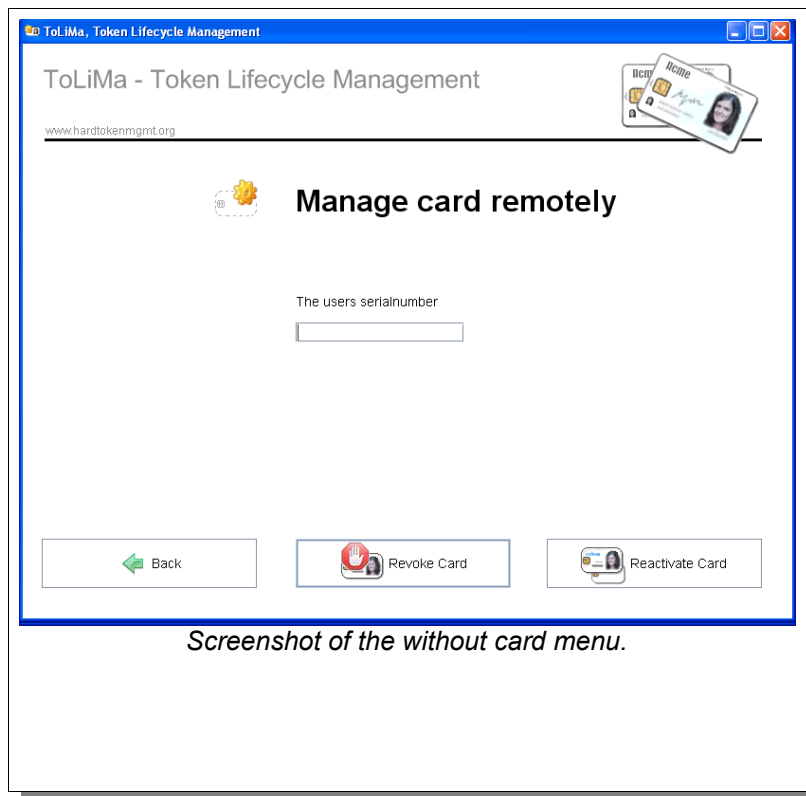 ToLiMa, Token Lifecycle Management
ToLiMa - Token Lifecycle Management
www.hardtokenmgmt.org
Acme
Acme
Manage card remotely
The users serialnumber
Back
Revoke Card
Reactivate Card
Screenshot of the without card menu.